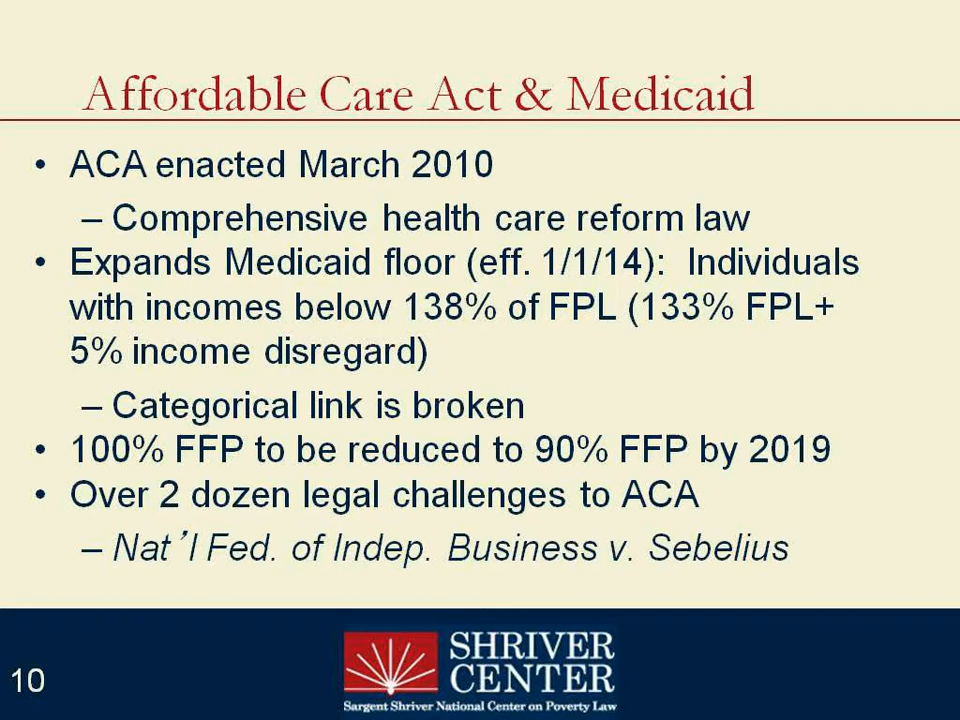 Affordable Care Act & Medicaid
• ACA enacted March 2010
– Comprehensive health care reform law
• Expands Medicaid floor (eff. 1/1/14): Individuals
with incomes below 138% of FPL (133% FPL+
5% income disregard)
– Categorical link is broken
• 100% FFP to be reduced to 90% FFP by 2019
• Over 2 dozen legal challenges to ACA
– Nat’l Fed. of Indep. Business v. Sebelius
10
SHRIVER
CENTER
Sargent Shriver National Center on Poverty Law